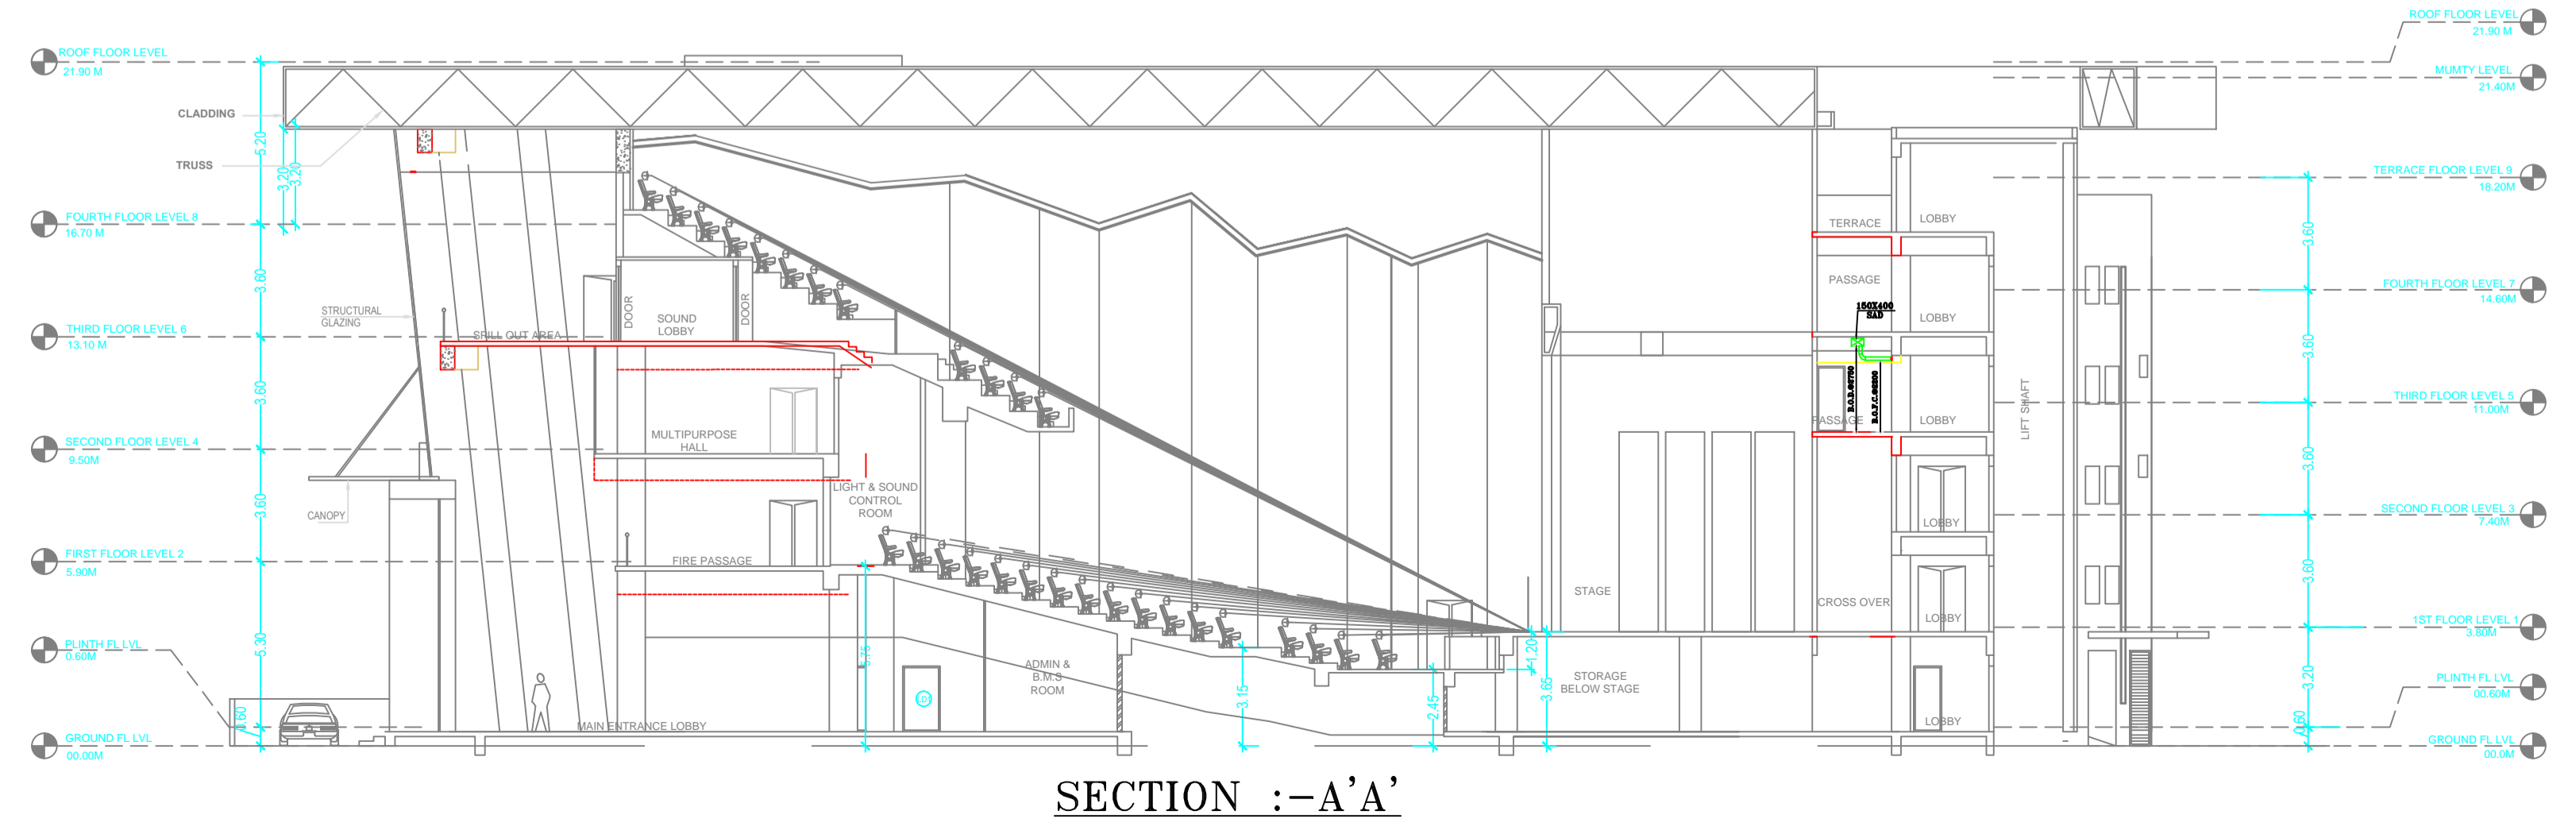 ROOF FLOOR LEVEL
21.90 M
CLADDING
TRUSS
FOURTH FLOOR LEVEL 8
16.70 M
STRUCTURAL
GLAZING
THIRD FLOOR LEVEL 6
13.10 M
SECOND FLOOR LEVEL 4
9.50M
CANOPY
FIRST FLOOR LEVEL 2
5.90M
PLINTH FL LVL
0.60M
GROUND FL LVL
00.00M
5.20
3.20
3.20
3.60
3.60
3.60
5.30
0.60
SPILL OUT AREA
DOOR
SOUND
LOBBY
DOOR
MULTIPURPOSE
HALL
LIGHT & SOUND
CONTROL
ROOM
FIRE PASSAGE
5.75
ADMIN &
B.M.S
ROOM
MAIN ENTRANCE LOBBY
3.15
2.45
1.20
3.65
STAGE
STORAGE
BELOW STAGE
TERRACE
LOBBY
PASSAGE
150X400
SAD
LOBBY
B.O.D.@2750
B.O.F.C.@2200
PASSAGE
LOBBY
LIFT SHAFT
LOBBY
CROSS OVER
LOBBY
LOBBY
ROOF FLOOR LEVEL
21.90 M
MUMTY LEVEL
21.40M
TERRACE FLOOR LEVEL 9
18.20M
FOURTH FLOOR LEVEL 7
14.60M
THIRD FLOOR LEVEL 5
11.00M
SECOND FLOOR LEVEL 3
7.40M
1ST FLOOR LEVEL 1
3.80M
PLINTH FL LVL
00.60M
GROUND FL LVL
00.0M
3.60
3.60
3.60
3.60
3.20
0.60
SECTION :-A'A'